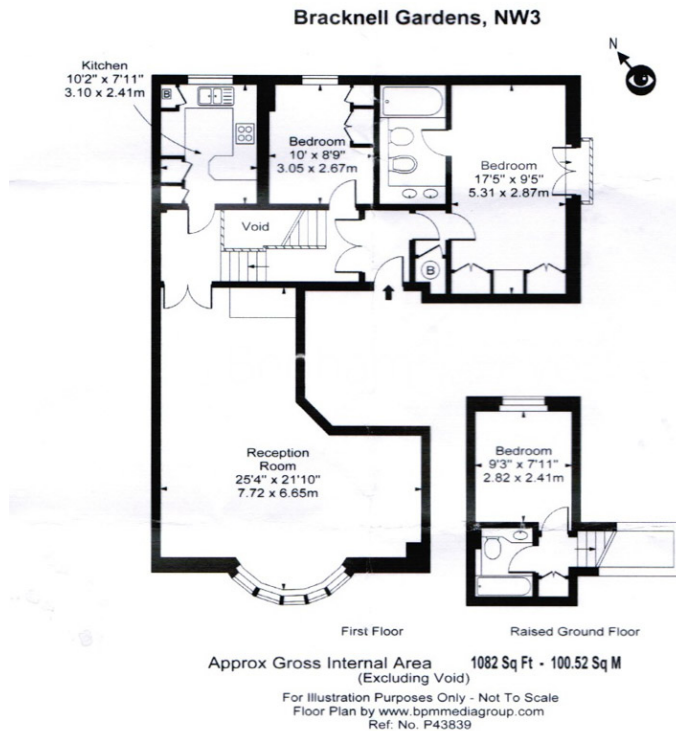 Bracknell Gardens, NW3
N
Kitchen
10'2" x 7'11"
3.10 x 2.41m
B
Bedroom
10' x 8'9"
3.05 x 2.67m
Bedroom
17'5" x 9'5"
5.31 x 2.87m
Void
B
Reception
Room
25'4" x 21'10"
7.72 x 6.65m
Bedroom
9'3" x 7'11"
2.82 x 2.41m
First Floor
Raised Ground Floor
Approx Gross Internal Area 1082 Sq Ft - 100.52 Sq M
(Excluding Void)
For Illustration Purposes Only - Not To Scale
Floor Plan by www.bpmmediagroup.com
Ref: No. P43839